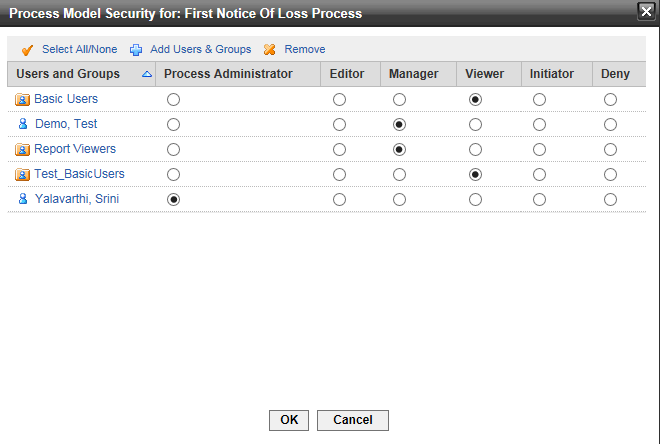 Process Model Security for: First Notice Of Loss Process
Select All/None Add Users & Groups Remove
Users and Groups Process Administrator Editor Manager Viewer Initiator Deny
Basic Users
Demo, Test
Report Viewers
Test_BasicUsers
Yalavarthi, Srini
OK Cancel